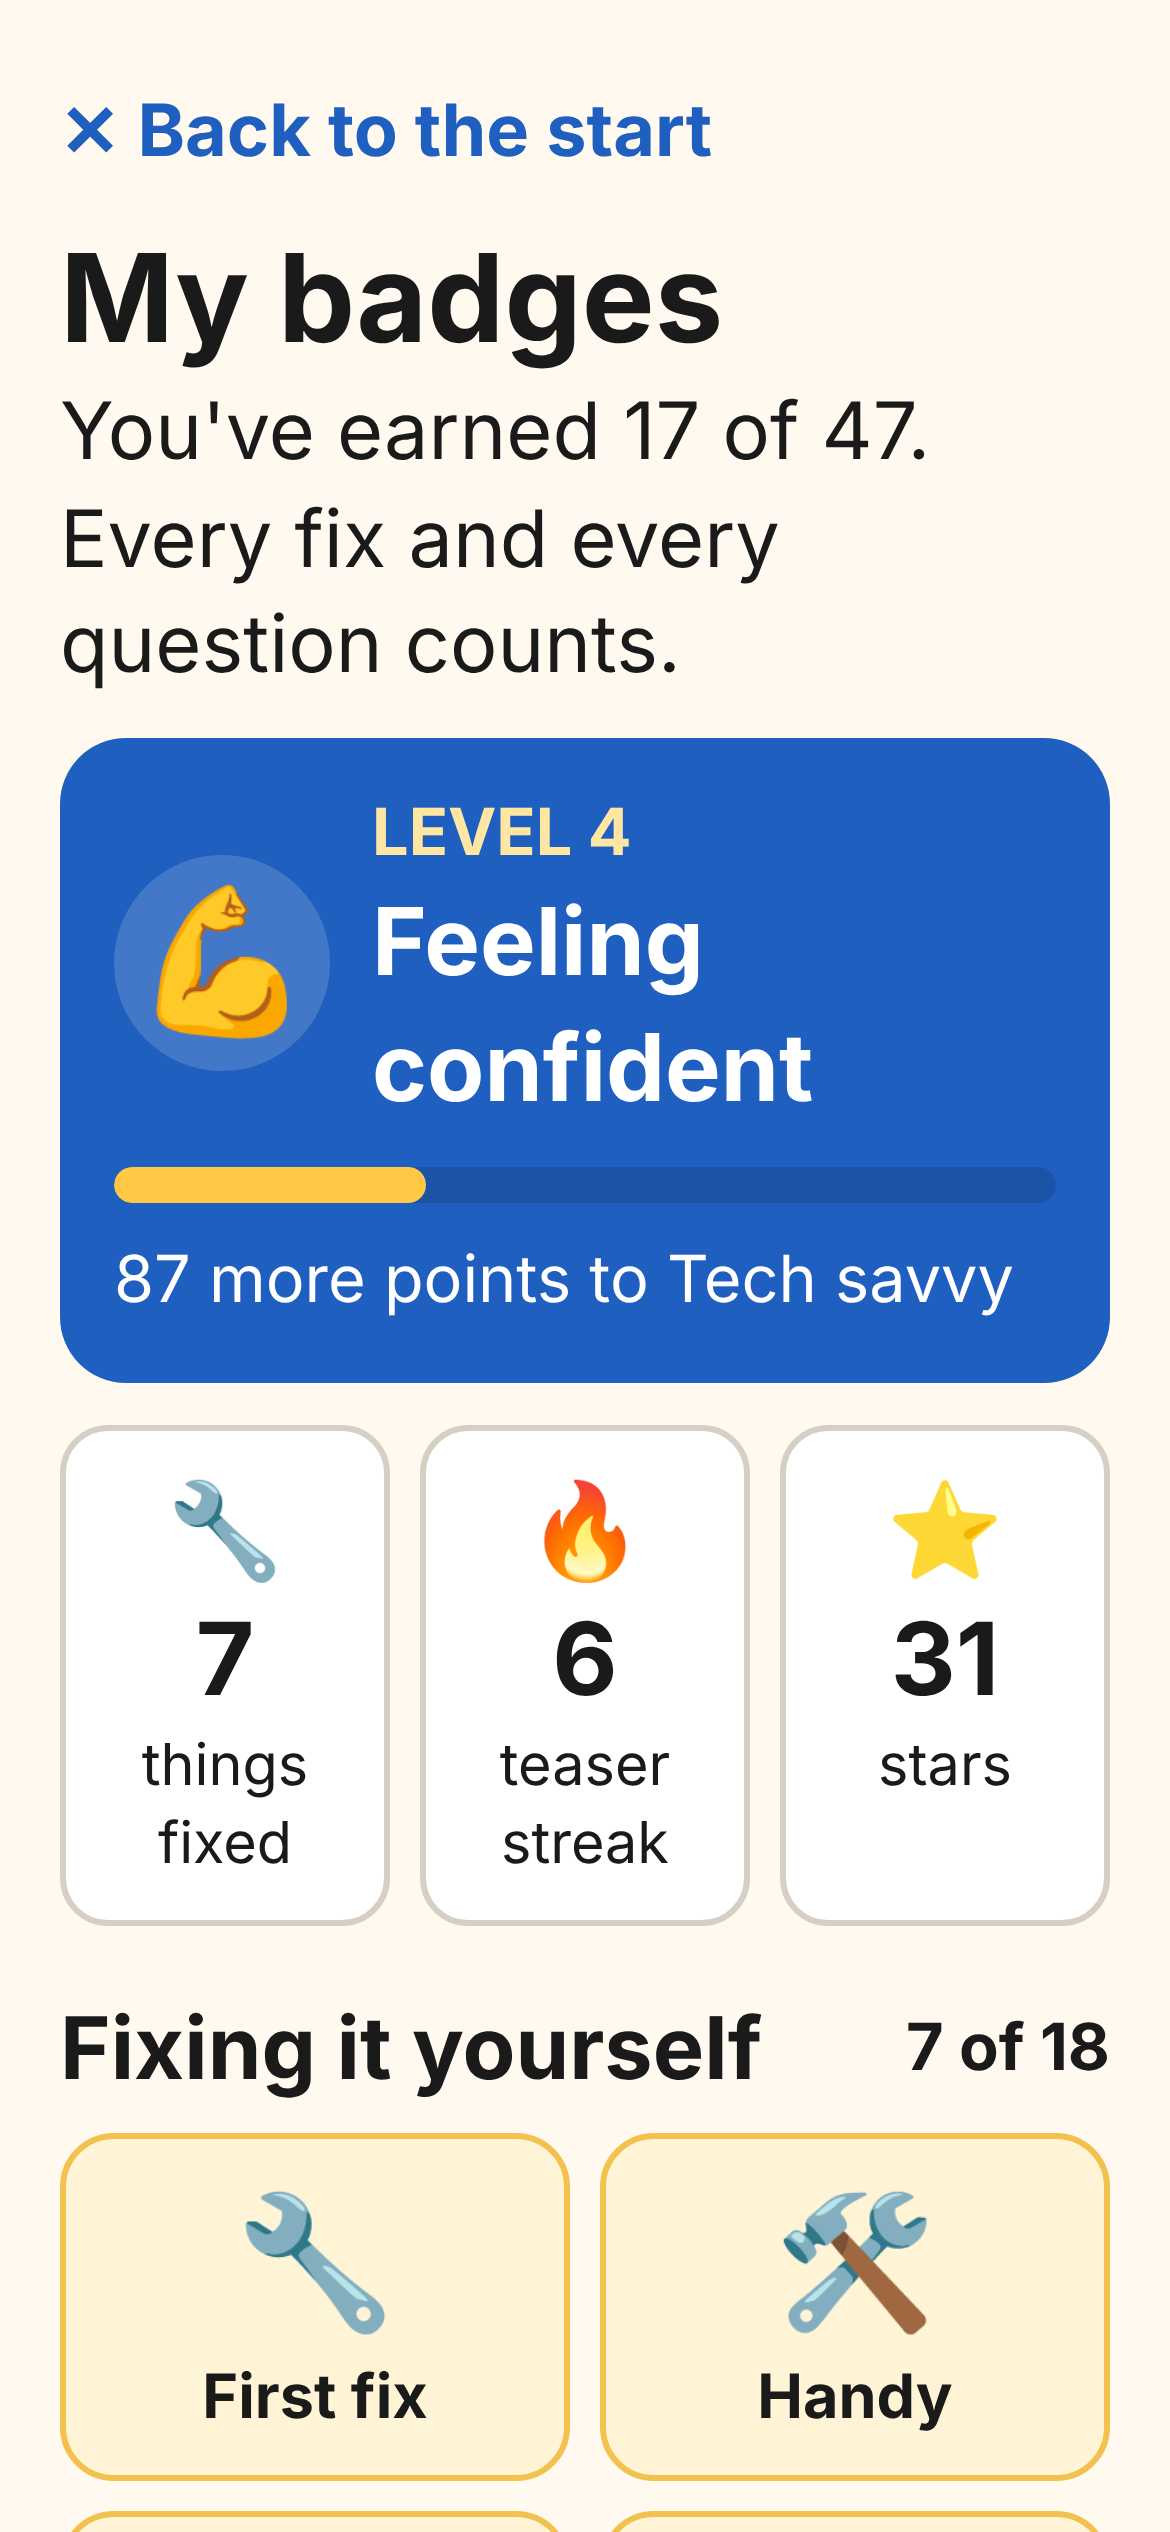 ✕ Back to the start
My badges
You've earned 17 of 47.
Every fix and every
question counts.
LEVEL 4
Feeling
confident
87 more points to Tech savvy
7
things
fixed
6
teaser
streak
31
stars
Fixing it yourself
7 of 18
First fix
Handy